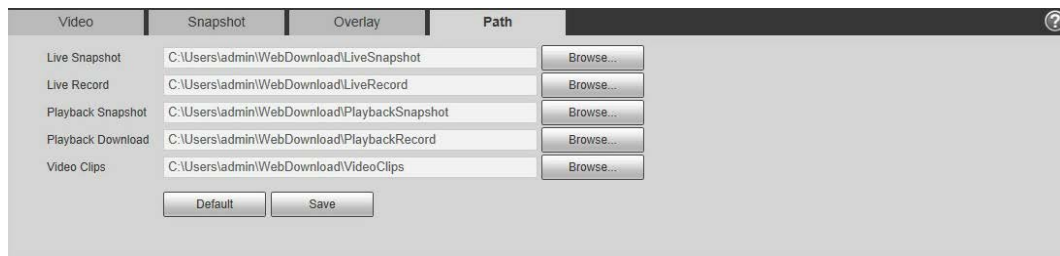 Video Snapshot Overlay Path ?
Live Snapshot C:\Users\admin\WebDownload\LiveSnapshot Browse...
Live Record C:\Users\admin\WebDownload\LiveRecord Browse...
Playback Snapshot C:\Users\admin\WebDownload\PlaybackSnapshot Browse...
Playback Download C:\Users\admin\WebDownload\PlaybackRecord Browse...
Video Clips C:\Users\admin\WebDownload\VideoClips Browse...
Default Save